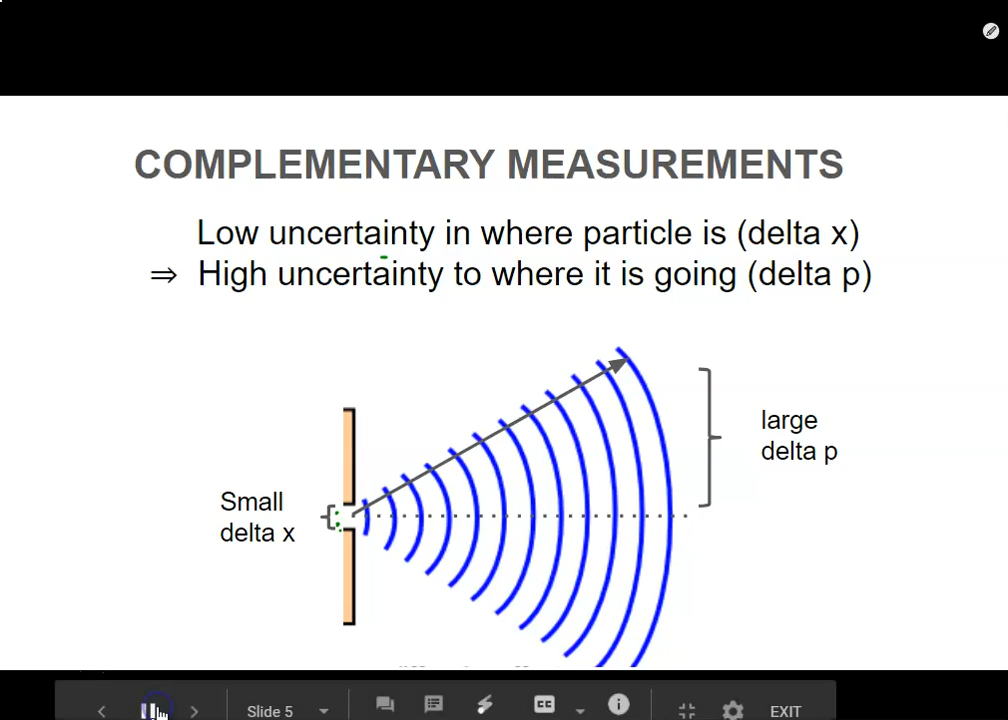 COMPLEMENTARY MEASUREMENTS
Low uncertainty in where particle is (delta x)
⇒ High uncertainty to where it is going (delta p)
large
delta p
Small
delta x
Slide 5
CC
EXIT